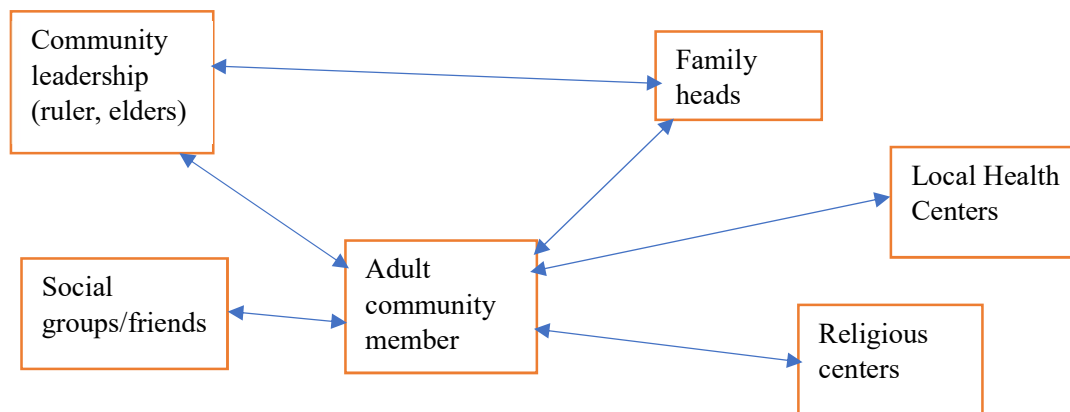 Community
leadership
(ruler, elders)
Family
heads
Local Health
Centers
Adult
community
member
Social
groups/friends
Religious
centers